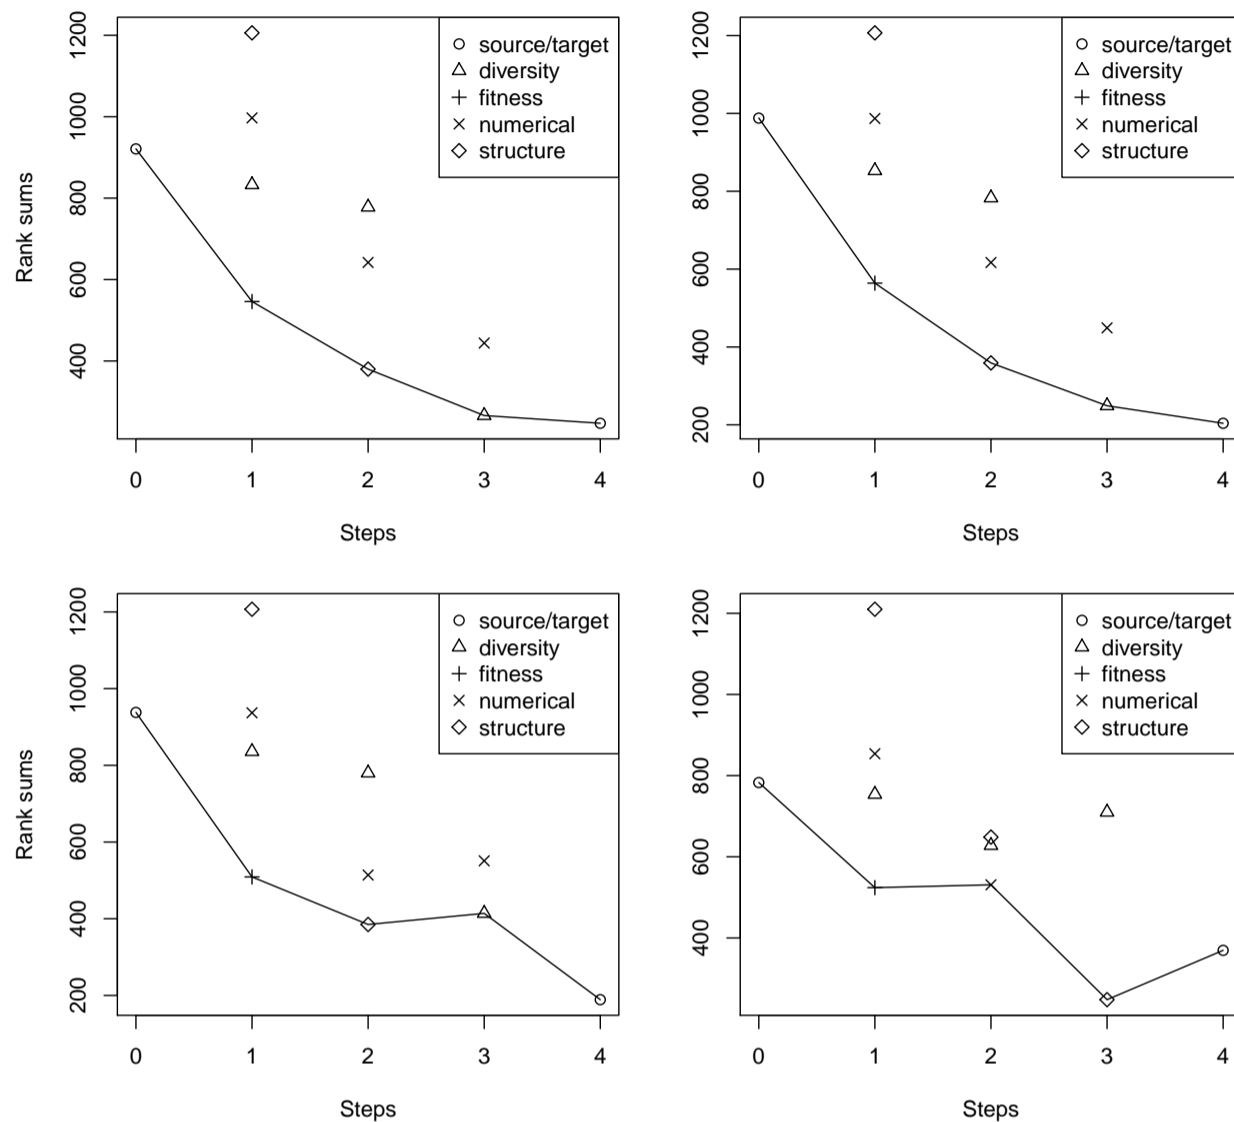 source/target
diversity
fitness
numerical
structure
Rank sums
400 600 800 1000 1200
0 1 2 3 4
Steps
source/target
diversity
fitness
numerical
structure
200 400 600 800 1000 1200
0 1 2 3 4
Steps
source/target
diversity
fitness
numerical
structure
Rank sums
200 400 600 800 1000 1200
0 1 2 3 4
Steps
source/target
diversity
fitness
numerical
structure
400 600 800 1000 1200
0 1 2 3 4
Steps